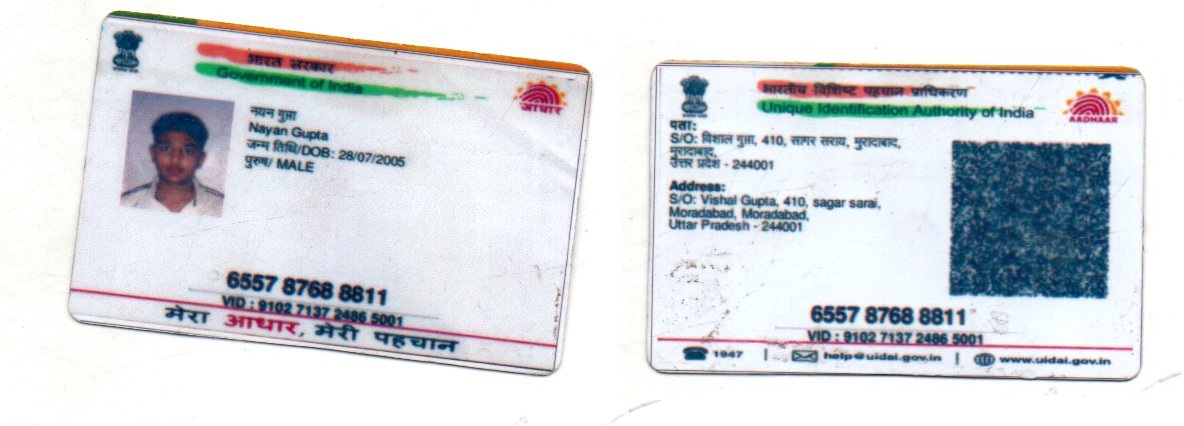 भारत सरकार
Government of India
आधार
नयन गुप्ता
Nayan Gupta
जन्म तिथि/DOB: 28/07/2005
पुरुष/ MALE
6557 8768 8811
VID : 9102 7137 2486 5001
मेरा आधार, मेरी पहचान
भारतीय विशिष्ट पहचान प्राधिकरण
Unique Identification Authority of India
AADHAAR
पता:
S/O: विशाल गुप्ता, 410, सागर सराय, मुरादाबाद,
मुरादाबाद,
उत्तर प्रदेश - 244001
Address:
S/O: Vishal Gupta, 410, sagar sarai,
Moradabad, Moradabad,
Uttar Pradesh - 244001
6557 8768 8811
VID : 9102 7137 2486 5001
1947 | help@uidai.gov.in | www.uidai.gov.in